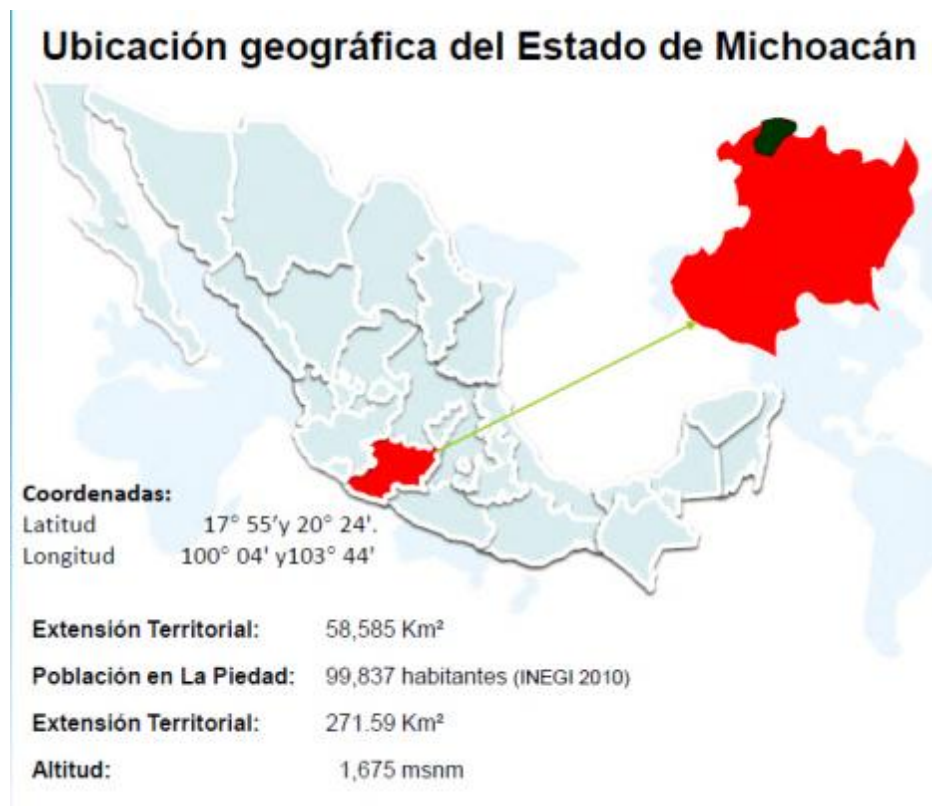 Ubicación geográfica del Estado de Michoacán
Coordenadas:
Latitud 17° 55'y 20° 24'.
Longitud 100° 04' y103° 44'
Extensión Territorial: 58,585 Km²
Población en La Piedad: 99,837 habitantes (INEGI 2010)
Extensión Territorial: 271.59 Km²
Altitud: 1,675 msnm